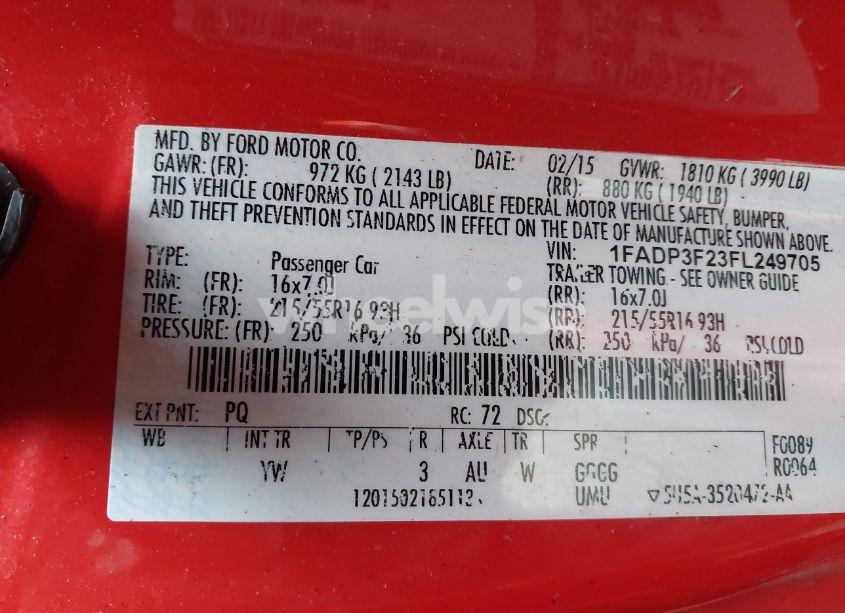 MFD. BY FORD MOTOR CO. DATE: 02/15 GVWR: 1810 KG ( 3990 LB)
GAWR: (FR): 972 KG ( 2143 LB) (RR): 880 KG ( 1940 LB)
THIS VEHICLE CONFORMS TO ALL APPLICABLE FEDERAL MOTOR VEHICLE SAFETY, BUMPER,
AND THEFT PREVENTION STANDARDS IN EFFECT ON THE DATE OF MANUFACTURE SHOWN ABOVE.
VIN: 1FADP3F23FL249705
TYPE: Passenger Car TRAILER TOWING - SEE OWNER GUIDE
RIM: (FR): 16x7.0J (RR): 16x7.0J
TIRE: (FR): 215/55R16 93H (RR): 215/55R16 93H
PRESSURE: (FR) 250 kPa/ 36 PSI COLD (RR): 250 kPa/ 36 PSI COLD
wheelwise
EXT PNT: PQ RC: 72 DSO:
WB INT TR TP/PS R AXLE TR SPR F0089
YW 3 AU W GGGG R0064
UMU